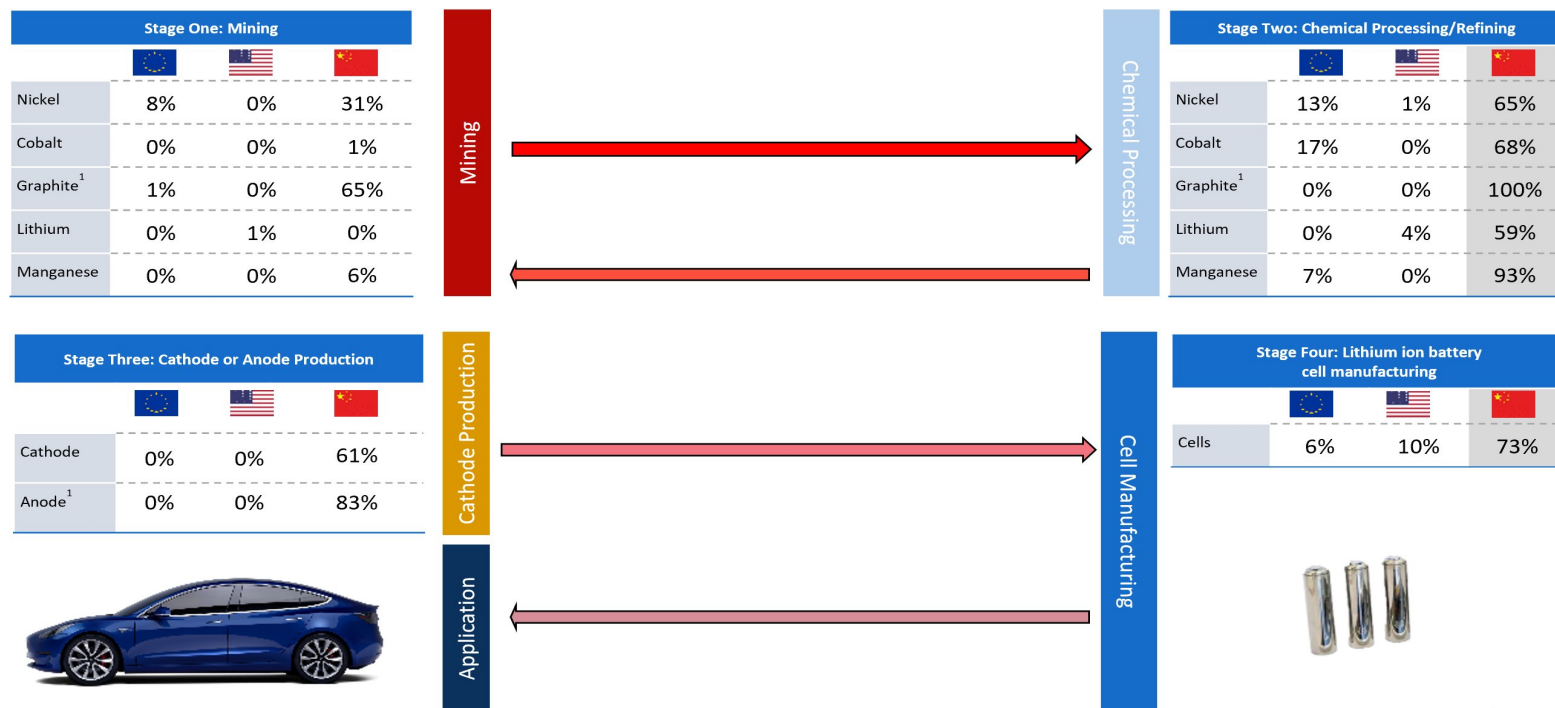 Stage One: Mining
Nickel 8% 0% 31%
Cobalt 0% 0% 1%
Graphite1 1% 0% 65%
Lithium 0% 1% 0%
Manganese 0% 0% 6%
Mining
Chemical Processing
Stage Two: Chemical Processing/Refining
Nickel 13% 1% 65%
Cobalt 17% 0% 68%
Graphite1 0% 0% 100%
Lithium 0% 4% 59%
Manganese 7% 0% 93%
Stage Three: Cathode or Anode Production
Cathode 0% 0% 61%
Anode1 0% 0% 83%
Cathode Production
Application
Cell Manufacturing
Stage Four: Lithium ion battery
cell manufacturing
Cells 6% 10% 73%